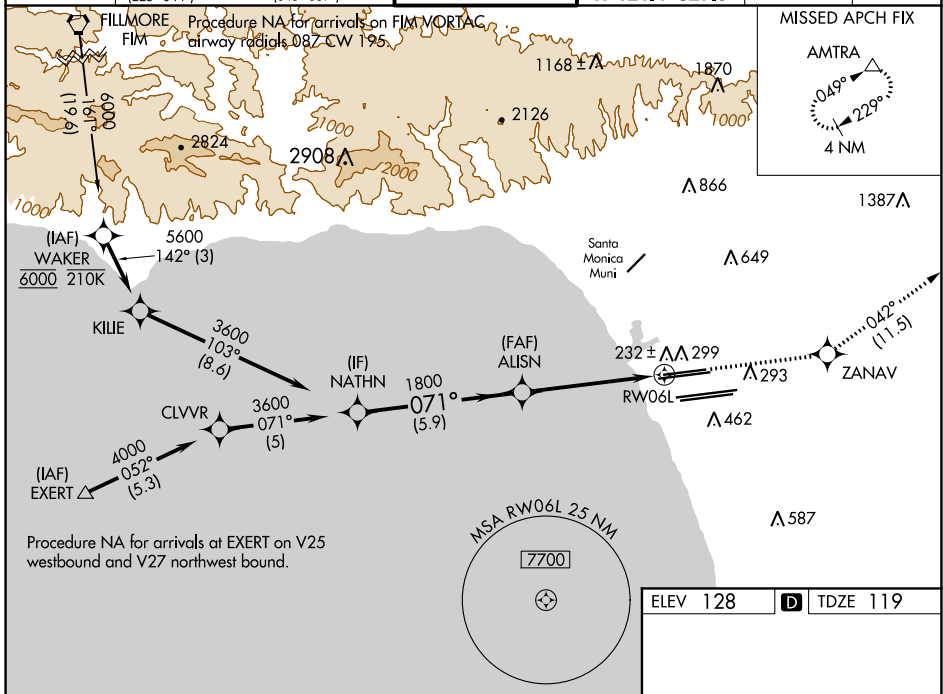 FILLMORE
FIM
Procedure NA for arrivals on FIM VORTAC
airway radials 087 CW 195.
MISSED APCH FIX
AMTRA
049°
229°
4 NM
6000
161°
(19.6)
1168 ±
1870
2126
1000
1000
2824
2908
2000
1000
866
1387
(IAF)
WAKER
6000 210K
5600
142° (3)
Santa
Monica
Muni
649
KILIE
3600
103°
(8.6)
042°
(11.5)
(FAF)
ALISN
232 ±
299
(IF)
NATHN
1800
071°
(5.9)
293
ZANAV
RW06L
CLVVR
3600
071°
(5)
462
4000
052°
(5.3)
(IAF)
EXERT
587
Procedure NA for arrivals at EXERT on V25
westbound and V27 northwest bound.
MSA RW06L 25 NM
7700
ELEV 128
D
TDZE 119